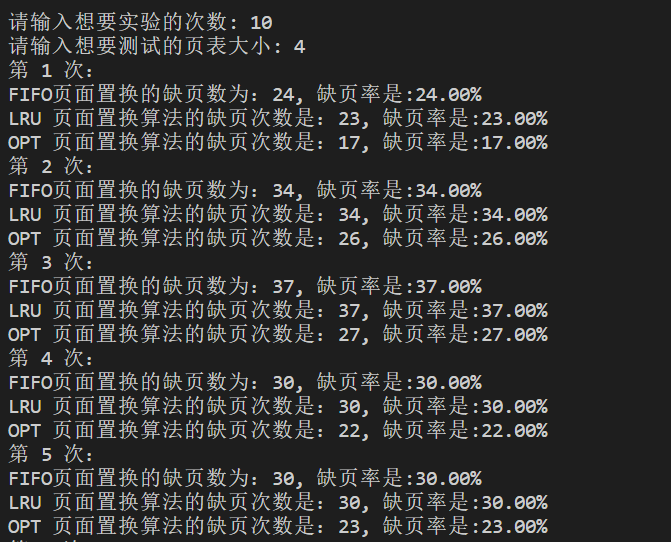 请输入想要实验的次数: 10
请输入想要测试的页表大小: 4
第 1 次:
FIFO页面置换的缺页数为: 24, 缺页率是:24.00%
LRU 页面置换算法的缺页次数是: 23, 缺页率是:23.00%
OPT 页面置换算法的缺页次数是: 17, 缺页率是:17.00%
第 2 次:
FIFO页面置换的缺页数为: 34, 缺页率是:34.00%
LRU 页面置换算法的缺页次数是: 34, 缺页率是:34.00%
OPT 页面置换算法的缺页次数是: 26, 缺页率是:26.00%
第 3 次:
FIFO页面置换的缺页数为: 37, 缺页率是:37.00%
LRU 页面置换算法的缺页次数是: 37, 缺页率是:37.00%
OPT 页面置换算法的缺页次数是: 27, 缺页率是:27.00%
第 4 次:
FIFO页面置换的缺页数为: 30, 缺页率是:30.00%
LRU 页面置换算法的缺页次数是: 30, 缺页率是:30.00%
OPT 页面置换算法的缺页次数是: 22, 缺页率是:22.00%
第 5 次:
FIFO页面置换的缺页数为: 30, 缺页率是:30.00%
LRU 页面置换算法的缺页次数是: 30, 缺页率是:30.00%
OPT 页面置换算法的缺页次数是: 23, 缺页率是:23.00%